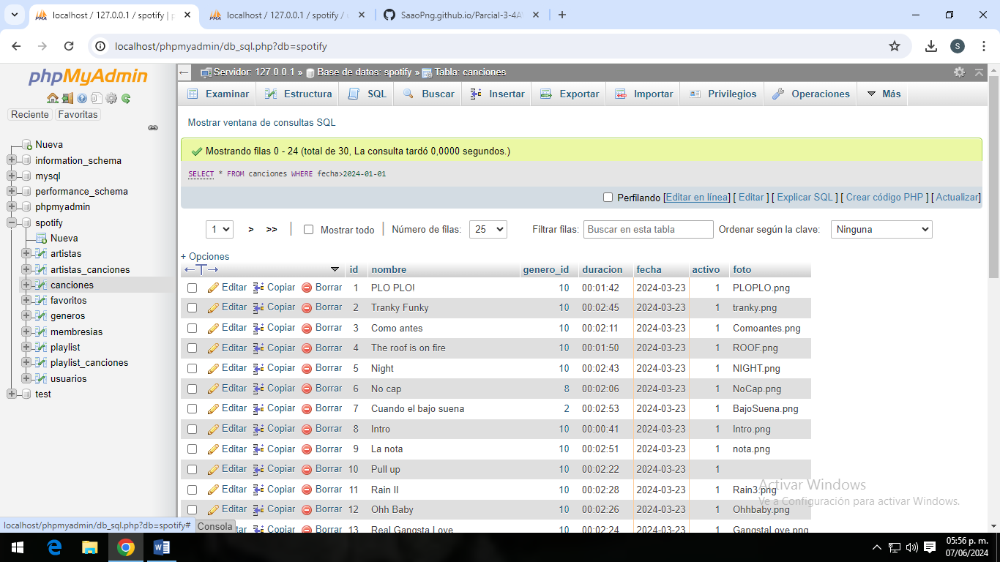 localhost / 127.0.0.1 / spotify | p
localhost / 127.0.0.1 / spotify /
SaaoPng.github.io/Parcial-3-4A
localhost/phpmyadmin/db_sql.php?db=spotify
S
phpMyAdmin
Reciente Favoritas
Nueva
information_schema
mysql
performance_schema
phpmyadmin
spotify
Nueva
artistas
artistas_canciones
canciones
favoritos
generos
membresias
playlist
playlist_canciones
usuarios
test
Servidor: 127.0.0.1 » Base de datos: spotify » Tabla: canciones
Examinar Estructura SQL Buscar Insertar Exportar Importar Privilegios Operaciones Más
Mostrar ventana de consultas SQL
Mostrando filas 0 - 24 (total de 30, La consulta tardó 0,0000 segundos.)
SELECT * FROM canciones WHERE fecha>2024-01-01
Perfilando [Editar en línea] [ Editar ] [ Explicar SQL ] [ Crear código PHP ] [ Actualizar]
1 > >> | Mostrar todo | Número de filas: 25 Filtrar filas: Buscar en esta tabla Ordenar según la clave: Ninguna
+ Opciones
id nombre genero_id duracion fecha activo foto
Editar Copiar Borrar 1 PLO PLO! 10 00:01:42 2024-03-23 1 PLOPLO.png
Editar Copiar Borrar 2 Tranky Funky 10 00:02:45 2024-03-23 1 tranky.png
Editar Copiar Borrar 3 Como antes 10 00:02:11 2024-03-23 1 Comoantes.png
Editar Copiar Borrar 4 The roof is on fire 10 00:01:50 2024-03-23 1 ROOF.png
Editar Copiar Borrar 5 Night 10 00:02:43 2024-03-23 1 NIGHT.png
Editar Copiar Borrar 6 No cap 8 00:02:06 2024-03-23 1 NoCap.png
Editar Copiar Borrar 7 Cuando el bajo suena 2 00:02:53 2024-03-23 1 BajoSuena.png
Editar Copiar Borrar 8 Intro 10 00:00:41 2024-03-23 1 Intro.png
Editar Copiar Borrar 9 La nota 10 00:02:51 2024-03-23 1 nota.png
Editar Copiar Borrar 10 Pull up 10 00:02:22 2024-03-23 1
Editar Copiar Borrar 11 Rain II 10 00:02:28 2024-03-23 1 Rain3.png
Editar Copiar Borrar 12 Ohh Baby 10 00:02:26 2024-03-23 1 Ohhbaby.png
tar Copiar Borrar 13 Real Gangsta Love 10 00:02:24 2024-03-23 1 GangstaLove.png
Activar Windows
Ve a Configuración para activar Windows.
localhost/phpmyadmin/db_sql.php?db=spotify#
Consola
05:56 p. m.
07/06/2024